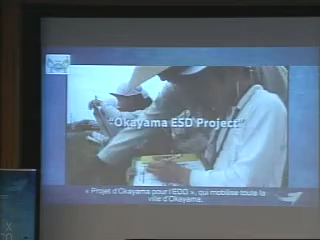 "Okayama ESD Project"
« Projet d'Okayama pour l'EDD », qui mobilise toute la
ville d'Okayama.